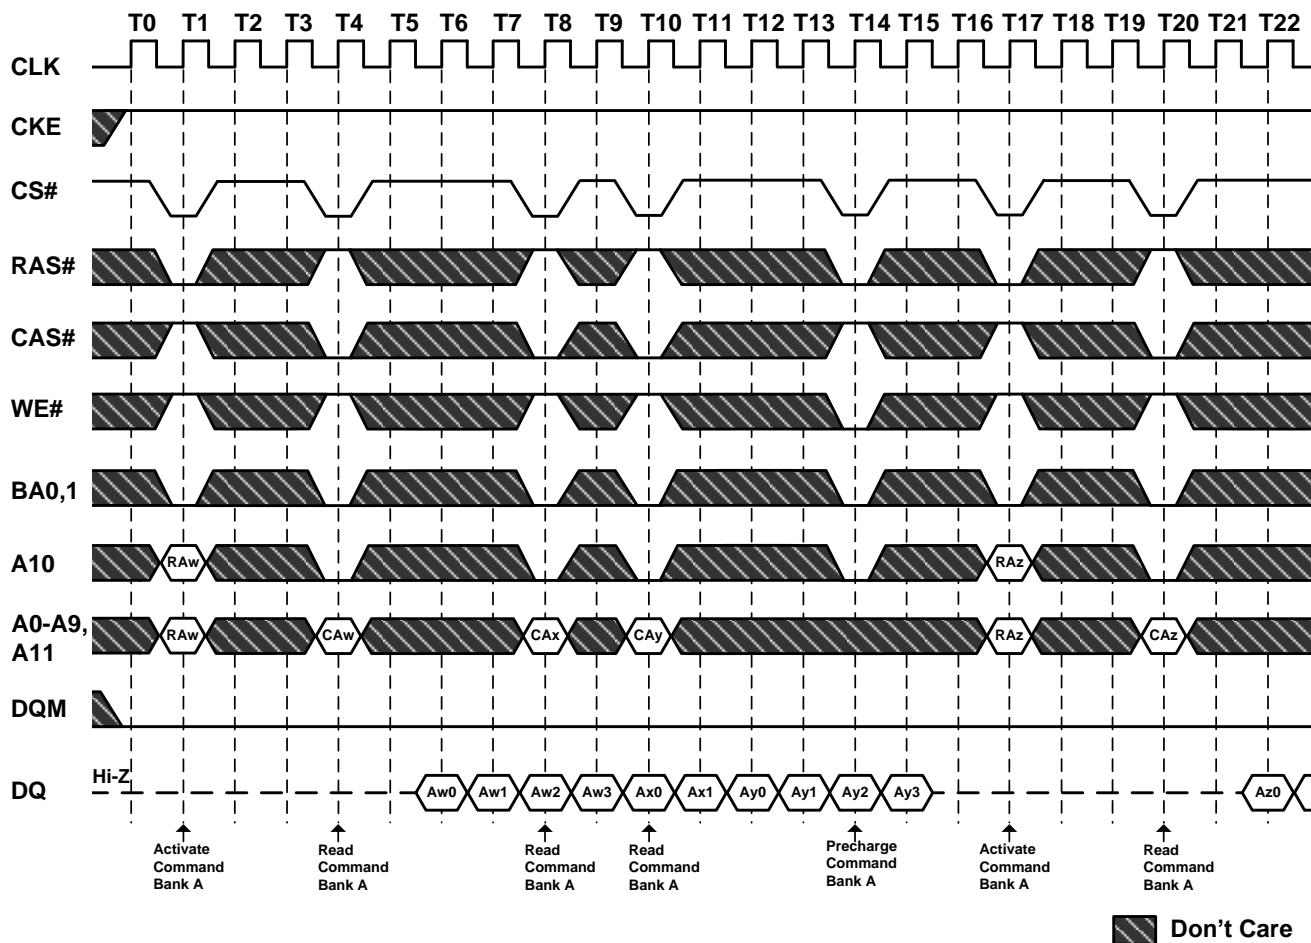 T0 T1 T2 T3 T4 T5 T6 T7 T8 T9 T10 T11 T12 T13 T14 T15 T16 T17 T18 T19 T20 T21 T22
CLK
CKE
CS#
RAS#
CAS#
WE#
BA0,1
A10 RAw RAz
A0-A9,
A11 RAw CAw CAx CAy RAz CAz
DQM
Hi-Z
DQ Aw0 Aw1 Aw2 Aw3 Ax0 Ax1 Ay0 Ay1 Ay2 Ay3 Az0
Activate
Command
Bank A
Read
Command
Bank A
Read
Command
Bank A
Read
Command
Bank A
Precharge
Command
Bank A
Activate
Command
Bank A
Read
Command
Bank A
Don't Care